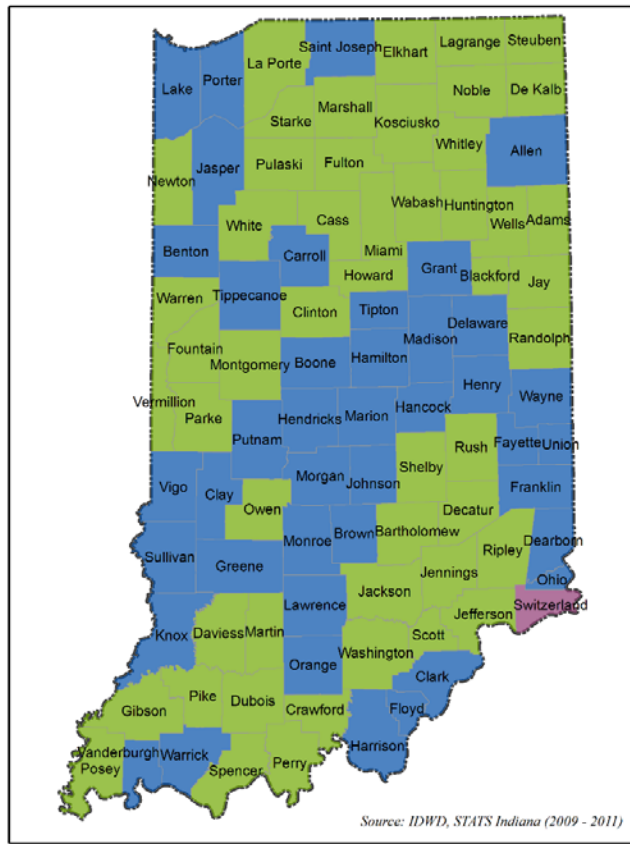 Saint Joseph
Elkhart
Lagrange
Steuben
La Porte
Lake
Porter
Noble
De Kalb
Marshall
Starke
Kosciusko
Whitley
Allen
Jasper
Pulaski
Fulton
Newton
Wabash
Huntington
White
Cass
Wells
Adams
Benton
Carroll
Miami
Grant
Howard
Blackford
Jay
Warren
Tippecanoe
Clinton
Tipton
Delaware
Madison
Randolph
Fountain
Montgomery
Boone
Hamilton
Henry
Wayne
Vermillion
Parke
Hendricks
Marion
Hancock
Putnam
Rush
Fayette
Union
Shelby
Vigo
Clay
Morgan
Johnson
Franklin
Owen
Decatur
Bartholomew
Monroe
Brown
Dearborn
Ripley
Sullivan
Greene
Jennings
Ohio
Jackson
Lawrence
Switzerland
Jefferson
Knox
Daviess
Martin
Scott
Washington
Orange
Clark
Pike
Dubois
Gibson
Crawford
Floyd
Harrison
Vanderburgh
Warrick
Posey
Spencer
Perry
Source: IDWD, STATS Indiana (2009 - 2011)